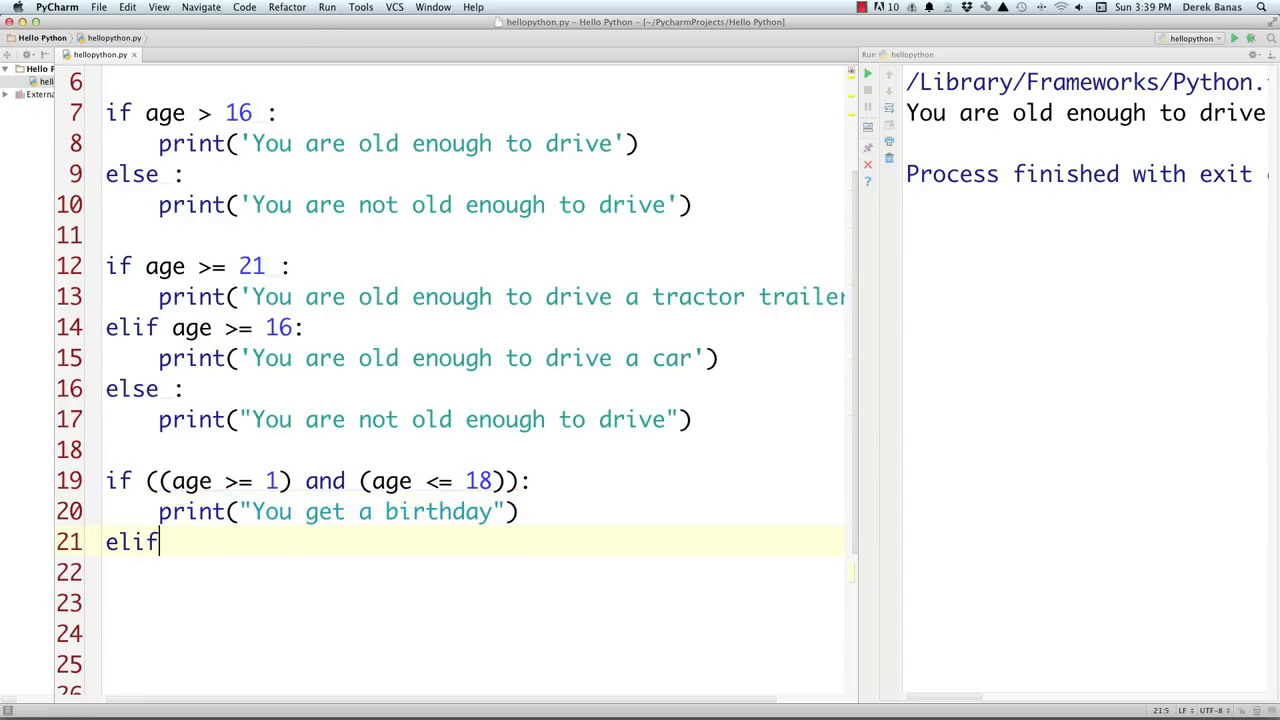 PyCharm File Edit View Navigate Code Refactor Run Tools VCS Window Help 10 Sun 3:39 PM Derek Banas
hellopython.py – Hello Python – [~/PycharmProjects/Hello Python]
Hello Python hellopython.py hellopython
hellopython.py Run hellopython
Hello P
hell
Extern
6
7 if age > 16 :
8 print('You are old enough to drive')
9 else :
10 print('You are not old enough to drive')
11
12 if age >= 21 :
13 print('You are old enough to drive a tractor trailer
14 elif age >= 16:
15 print('You are old enough to drive a car')
16 else :
17 print("You are not old enough to drive")
18
19 if ((age >= 1) and (age <= 18)):
20 print("You get a birthday")
21 elif
22
23
24
25
26
/Library/Frameworks/Python.
You are old enough to drive
Process finished with exit
21:5 LF UTF-8